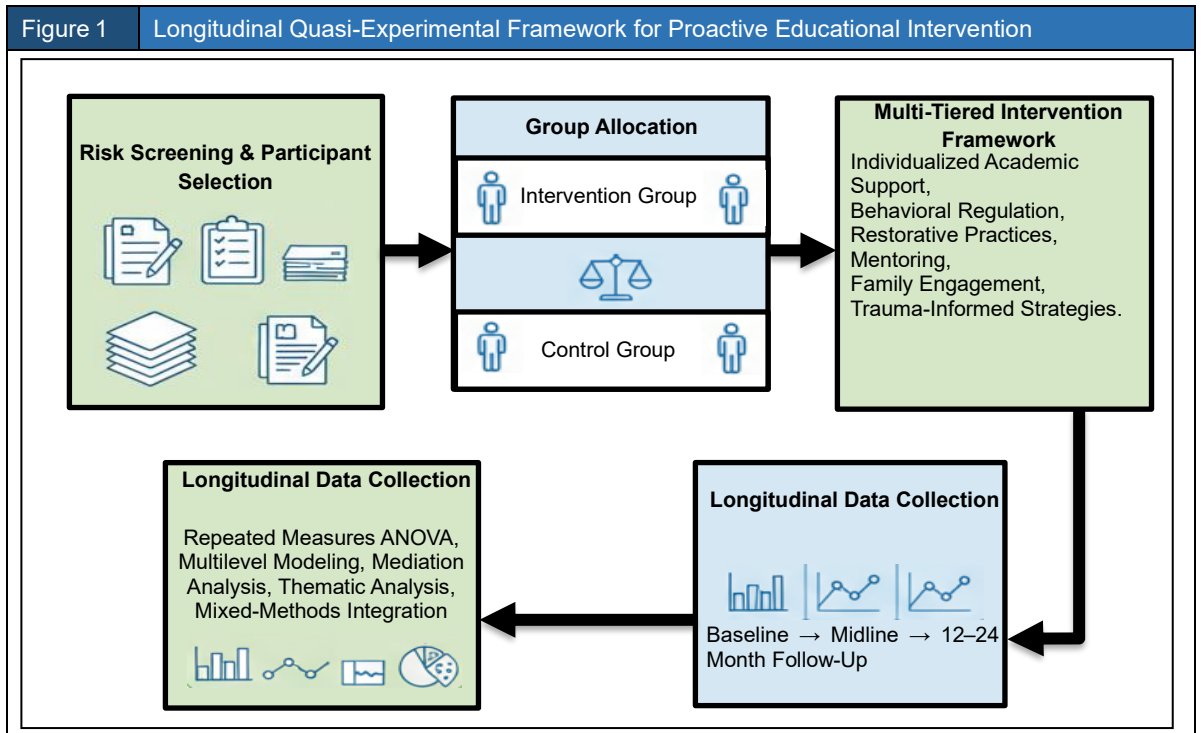 Figure 1
Longitudinal Quasi-Experimental Framework for Proactive Educational Intervention
Risk Screening & Participant
Selection
Group Allocation
Intervention Group
Control Group
Multi-Tiered Intervention
Framework
Individualized Academic
Support,
Behavioral Regulation,
Restorative Practices,
Mentoring,
Family Engagement,
Trauma-Informed Strategies.
Longitudinal Data Collection
Baseline → Midline → 12–24
Month Follow-Up
Longitudinal Data Collection
Repeated Measures ANOVA,
Multilevel Modeling, Mediation
Analysis, Thematic Analysis,
Mixed-Methods Integration